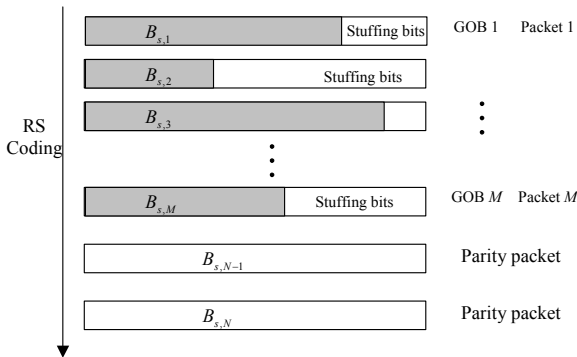 B_{s,1} Stuffing bits GOB 1 Packet 1
B_{s,2} Stuffing bits
B_{s,3}
RS
Coding
B_{s,M} Stuffing bits GOB M Packet M
B_{s,N−1} Parity packet
B_{s,N} Parity packet